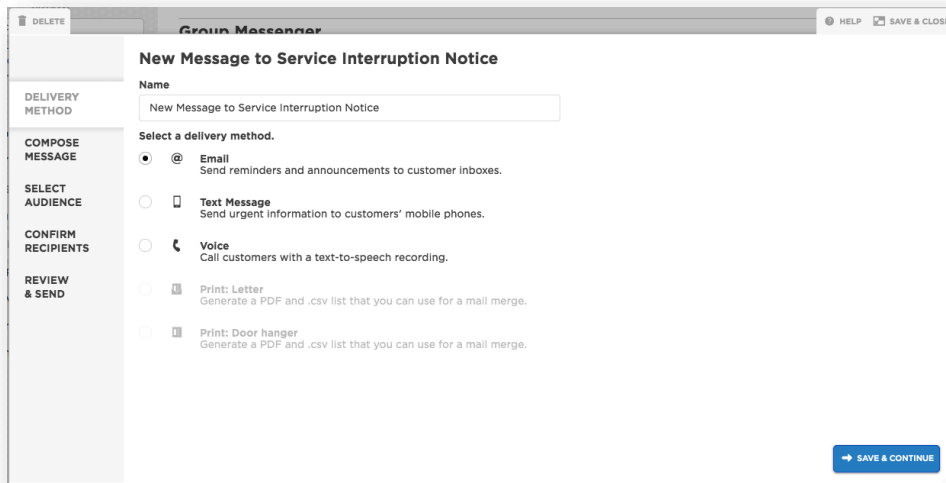 DELETE
Group Messenger
HELP
SAVE & CLOSE
New Message to Service Interruption Notice
DELIVERY
METHOD
COMPOSE
MESSAGE
SELECT
AUDIENCE
CONFIRM
RECIPIENTS
REVIEW
& SEND
Name
New Message to Service Interruption Notice
Select a delivery method.
@ Email
Send reminders and announcements to customer inboxes.
Text Message
Send urgent information to customers' mobile phones.
Voice
Call customers with a text-to-speech recording.
Print: Letter
Generate a PDF and .csv list that you can use for a mail merge.
Print: Door hanger
Generate a PDF and .csv list that you can use for a mail merge.
SAVE & CONTINUE